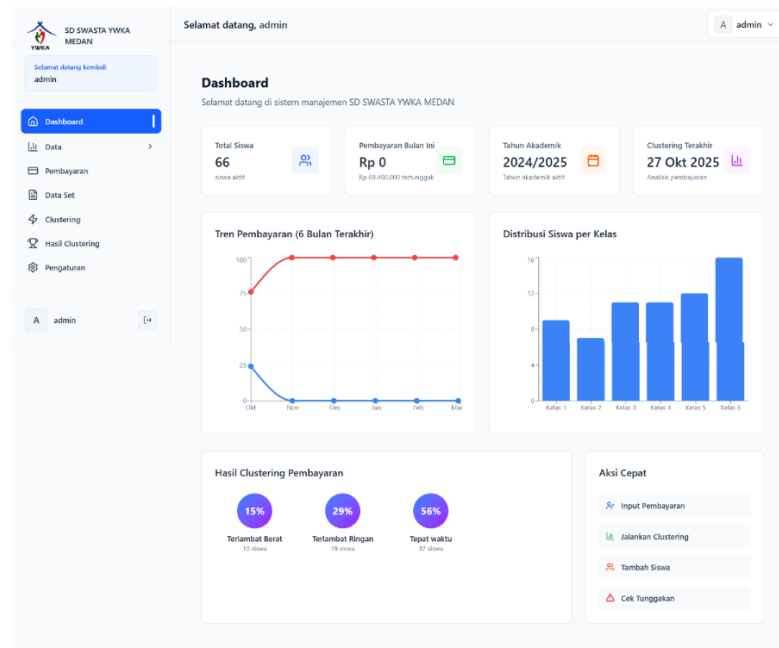 YWKA
SD SWASTA YWKA
MEDAN
Selamat datang kembali
admin
Dashboard
Data
Pembayaran
Data Set
Clustering
Hasil Clustering
Pengaturan
A admin
Selamat datang, admin
A admin
Dashboard
Selamat datang di sistem manajemen SD SWASTA YWKA MEDAN
Total Siswa
66
siswa aktif
Pembayaran Bulan Ini
Rp 0
Rp 69.400.000 tertunggak
Tahun Akademik
2024/2025
Tahun akademik aktif
Clustering Terakhir
27 Okt 2025
Analisis pembayaran
Tren Pembayaran (6 Bulan Terakhir)
100
75
50
25
0
Okt Nov Des Jan Feb Mar
Distribusi Siswa per Kelas
16
12
8
4
0
Kelas 1 Kelas 2 Kelas 3 Kelas 4 Kelas 5 Kelas 6
Hasil Clustering Pembayaran
15% 29% 56%
Terlambat Berat Terlambat Ringan Tepat waktu
10 siswa 19 siswa 37 siswa
Aksi Cepat
Input Pembayaran
Jalankan Clustering
Tambah Siswa
Cek Tunggakan